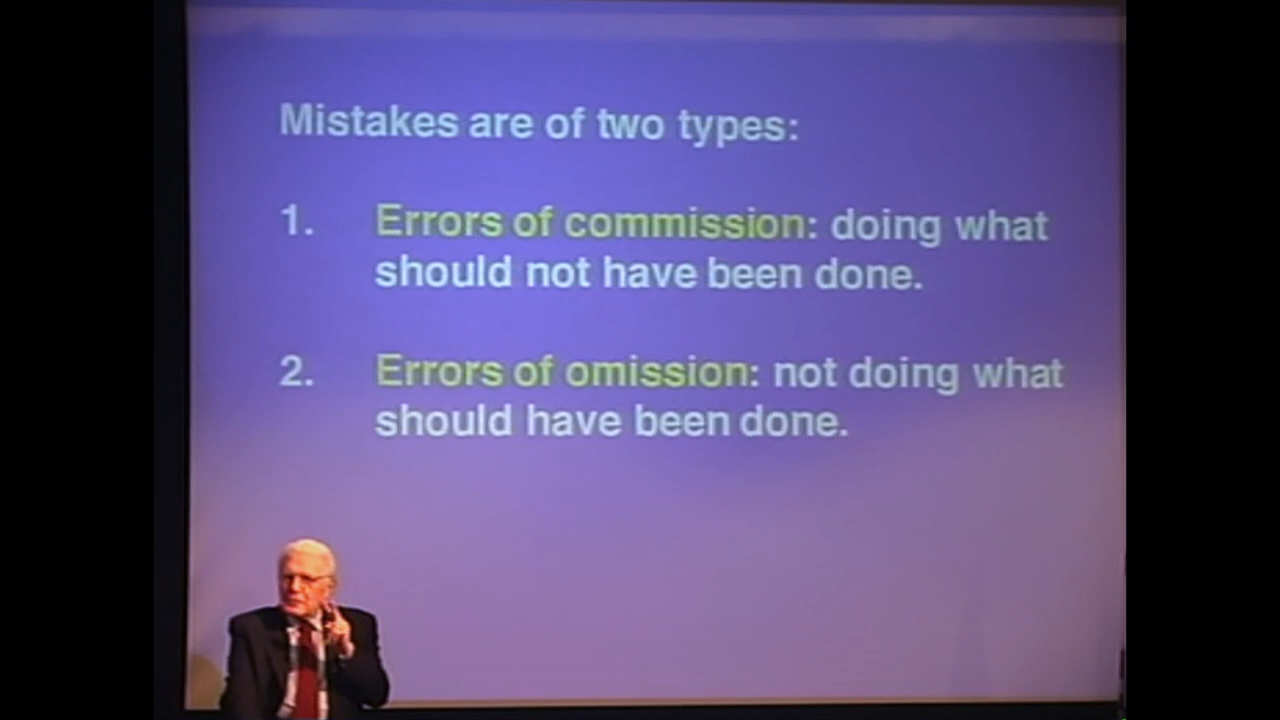 Mistakes are of two types:
1. Errors of commission: doing what
should not have been done.
2. Errors of omission: not doing what
should have been done.